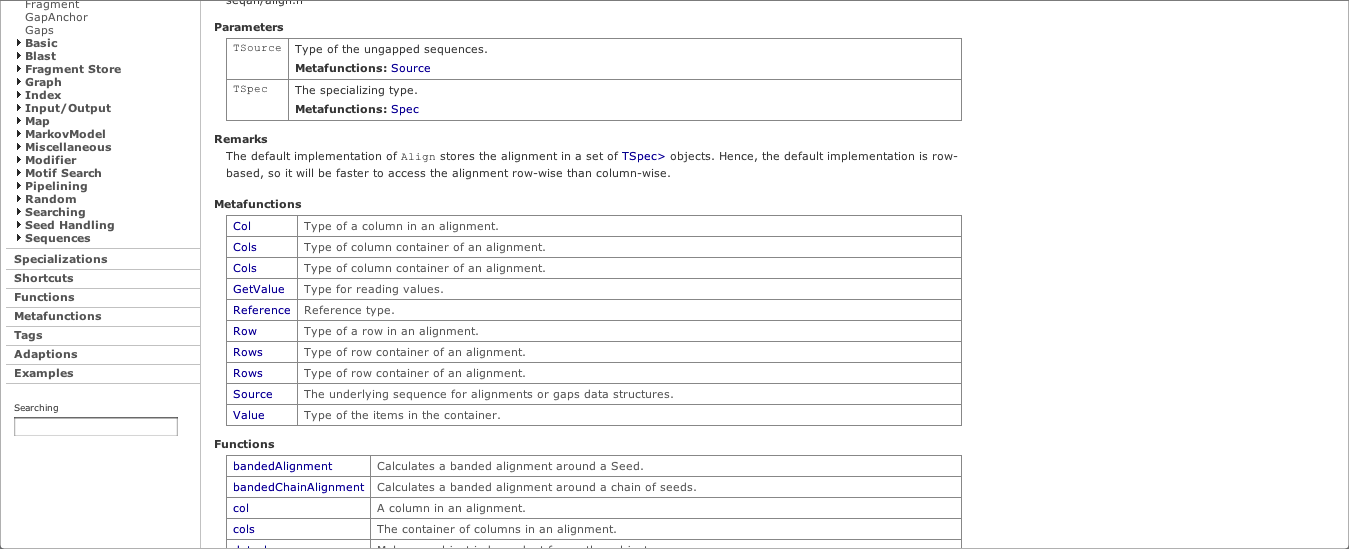 Fragment
GapAnchor
Gaps
Basic
Blast
Fragment Store
Graph
Index
Input/Output
Map
MarkovModel
Miscellaneous
Modifier
Motif Search
Pipelining
Random
Searching
Seed Handling
Sequences
Specializations
Shortcuts
Functions
Metafunctions
Tags
Adaptions
Examples
Searching
seqan/align.h
Parameters
TSource Type of the ungapped sequences.
Metafunctions: Source
TSpec The specializing type.
Metafunctions: Spec
Remarks
The default implementation of Align stores the alignment in a set of TSpec> objects. Hence, the default implementation is row-
based, so it will be faster to access the alignment row-wise than column-wise.
Metafunctions
Col Type of a column in an alignment.
Cols Type of column container of an alignment.
Cols Type of column container of an alignment.
GetValue Type for reading values.
Reference Reference type.
Row Type of a row in an alignment.
Rows Type of row container of an alignment.
Rows Type of row container of an alignment.
Source The underlying sequence for alignments or gaps data structures.
Value Type of the items in the container.
Functions
bandedAlignment Calculates a banded alignment around a Seed.
bandedChainAlignment Calculates a banded alignment around a chain of seeds.
col A column in an alignment.
cols The container of columns in an alignment.